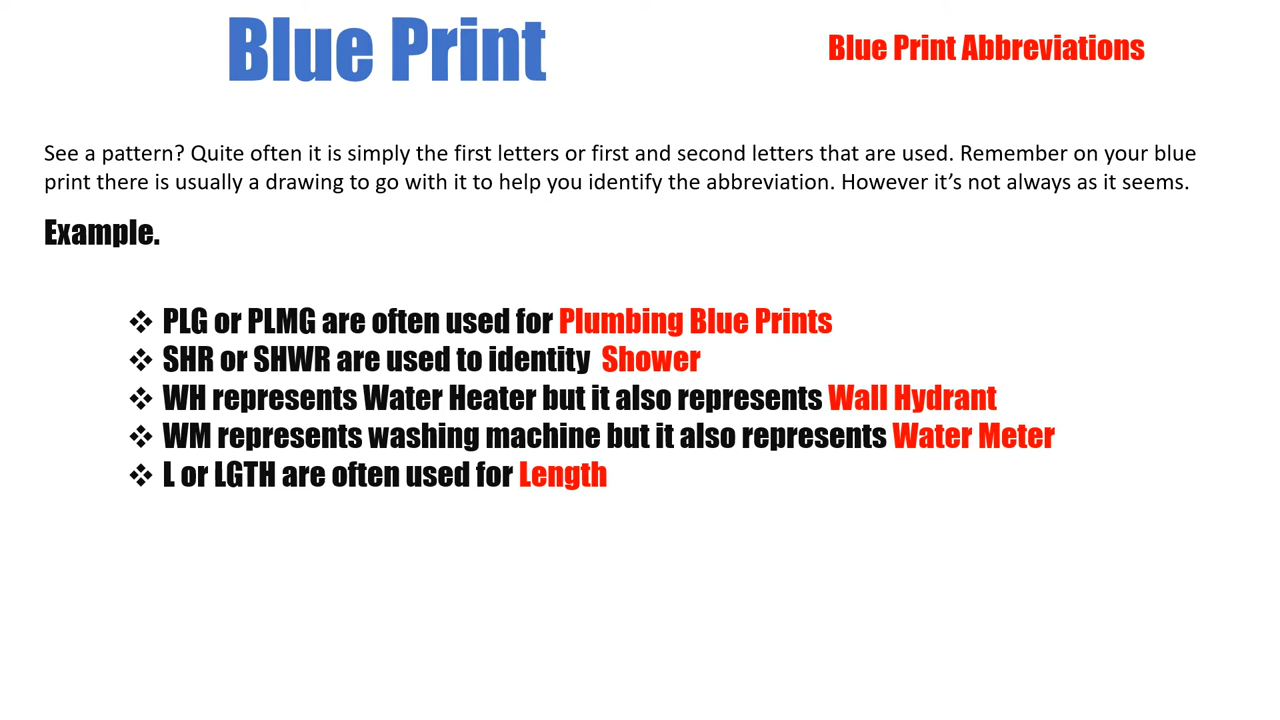 Blue Print
Blue Print Abbreviations
See a pattern? Quite often it is simply the first letters or first and second letters that are used. Remember on your blue
print there is usually a drawing to go with it to help you identify the abbreviation. However it’s not always as it seems.
Example.
❖ PLG or PLMG are often used for Plumbing Blue Prints
❖ SHR or SHWR are used to identity Shower
❖ WH represents Water Heater but it also represents Wall Hydrant
❖ WM represents washing machine but it also represents Water Meter
❖ L or LGTH are often used for Length